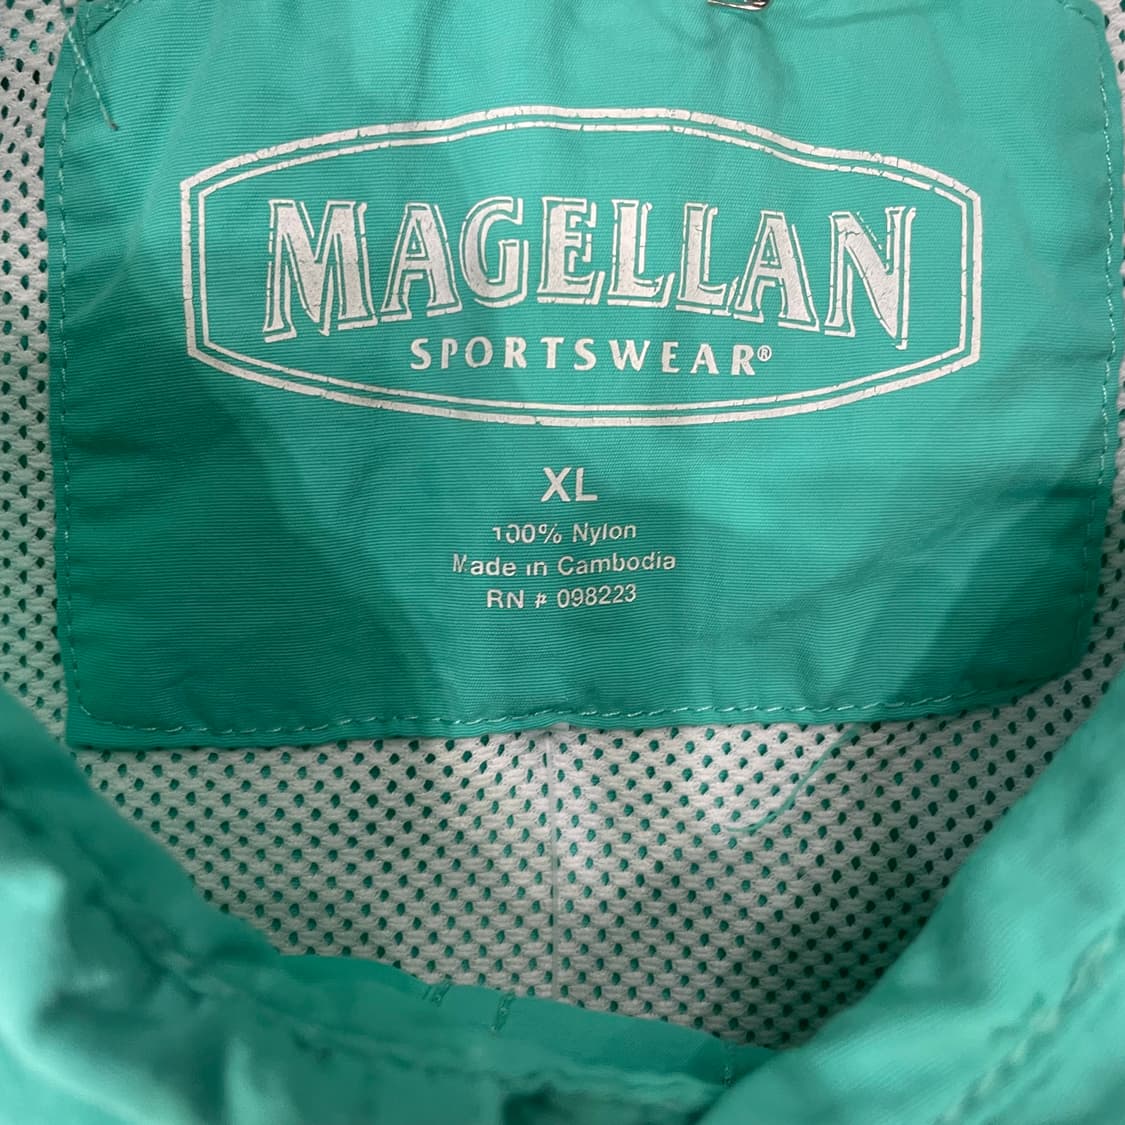 MAGELLAN
SPORTSWEAR®
XL
100% Nylon
Made in Cambodia
RN # 098223